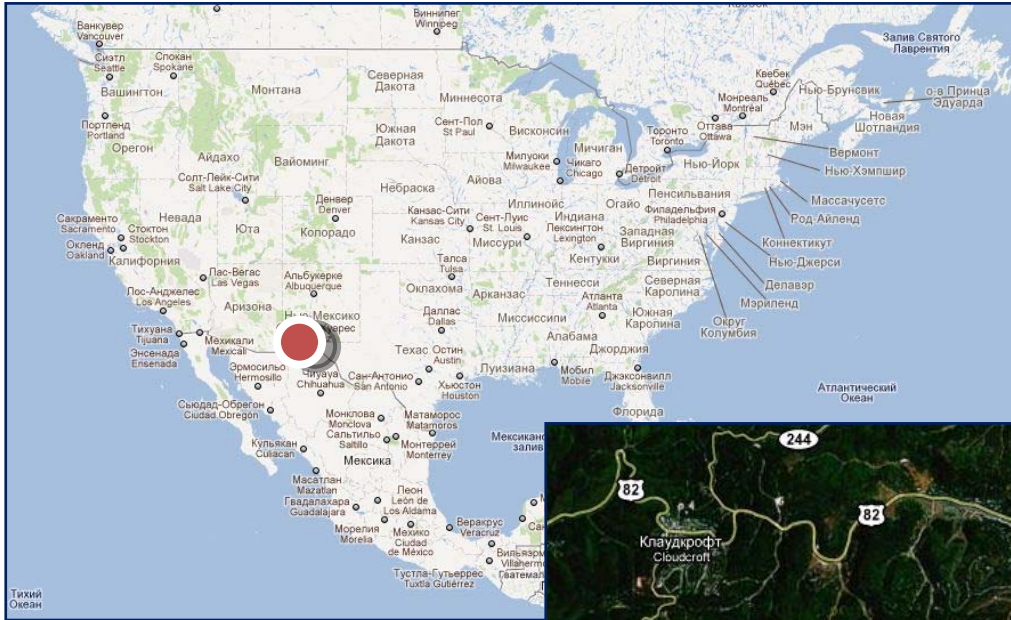 Ванкувер
Vancouver
Виннипег
Winnipeg
Квебек
Залив Святого
Лаврентия
Сиэтл
Seattle
Спокан
Spokane
Вашингтон
Монтана
Северная
Дакота
Миннесота
Квебек
Québec
Нью-Брунсвик
о-в Принца
Эдуарда
Монреаль
Montréal
Оттава
Ottawa
Мэн
Новая
Шотландия
Портленд
Portland
Орегон
Айдахо
Южная
Дакота
Сент-Пол
St Paul
Висконсин
Мичиган
Торонто
Toronto
Вермонт
Нью-Хэмпшир
Вайоминг
Милуоки
Milwaukee
Чикаго
Chicago
Детройт
Detroit
Нью-Йорк
Массачусетс
Род-Айленд
Коннектикут
Солт-Лейк-Сити
Salt Lake City
Небраска
Айова
Иллинойс
Индиана
Огайо
Пенсильвания
Филадельфия
Philadelphia
Нью-Джерси
Делавэр
Мэриленд
Округ
Колумбия
Сакраменто
Sacramento
Стоктон
Stockton
Окленд
Oakland
Невада
Калифорния
Юта
Денвер
Denver
Колорадо
Канзас-Сити
Kansas City
Канзас
Сент-Луис
St. Louis
Миссури
Лексингтон
Lexington
Кентукки
Западная
Виргиния
Виргиния
Лас-Вегас
Las Vegas
Лос-Анджелес
Los Angeles
Аризона
Альбукерке
Albuquerque
Нью-Мексико
Талса
Tulsa
Оклахома
Арканзас
Теннесси
Северная
Каролина
Южная
Каролина
Атланта
Atlanta
Миссисипи
Алабама
Джорджия
Тихуана
Tijuana
Мехикали
Mexicali
Энсенада
Ensenada
Даллас
Dallas
Техас
Остин
Austin
Луизиана
Мобил
Mobile
Джэксонвилл
Jacksonville
Эрмосильо
Hermosillo
Чиуауа
Chihuahua
Сан-Антонио
San Antonio
Хьюстон
Houston
Флорида
Атлантический
Океан
Сьюдад-Обрегон
Ciudad Obregón
Монклова
Monclova
Матаморос
Matamoros
Кульякан
Culiacan
Сальтильо
Saltillo
Монтеррей
Monterrey
Мексика
Масатлан
Mazatlan
Гвадалахара
Guadalajara
Леон
León de
Los Aldama
Морелия
Morelia
Мехико
Ciudad
de México
Веракрус
Veracruz
Тустла-Гутьеррес
Tuxtla Gutiérrez
Тихий
Океан
244
82
82
Клаудкрофт
Cloudcroft